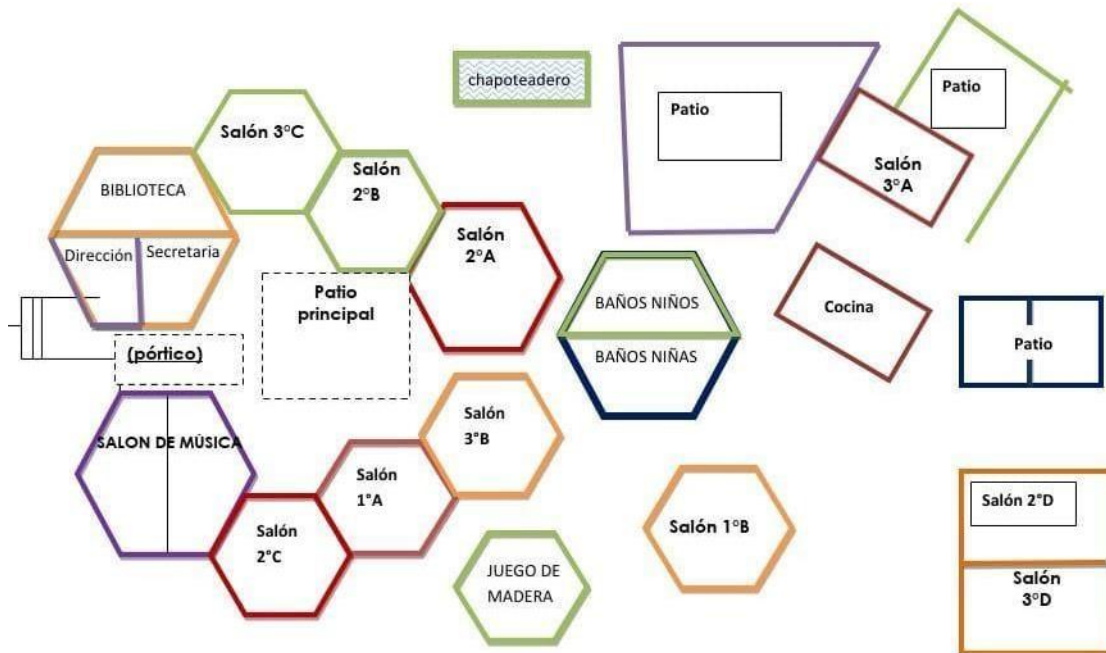 chapoteadero
Patio
Patio
Salón 3°C
Salón
2°B
Salón
3°A
BIBLIOTECA
Dirección
Secretaria
Salón
2°A
Patio
principal
BAÑOS NIÑOS
BAÑOS NIÑAS
Cocina
Patio
(pórtico)
SALON DE MÚSICA
Salón
3°B
Salón
1°A
Salón
2°C
JUEGO DE
MADERA
Salón 1°B
Salón 2°D
Salón
3°D